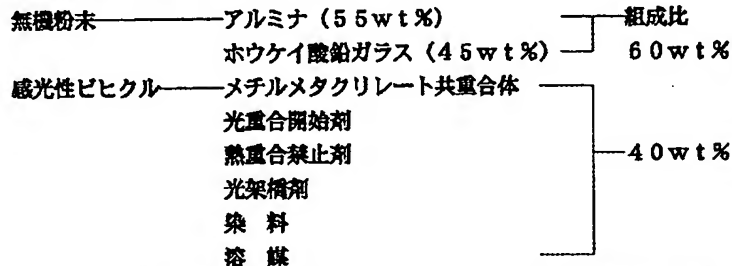 無機粉末 アルミナ(55wt%) 組成比
ホウケイ酸鉛ガラス(45wt%) 60wt%
感光性ビヒクル メチルメタクリレート共重合体
光重合開始剤
熱重合禁止剤 40wt%
光架橋剤
染 料
溶 媒